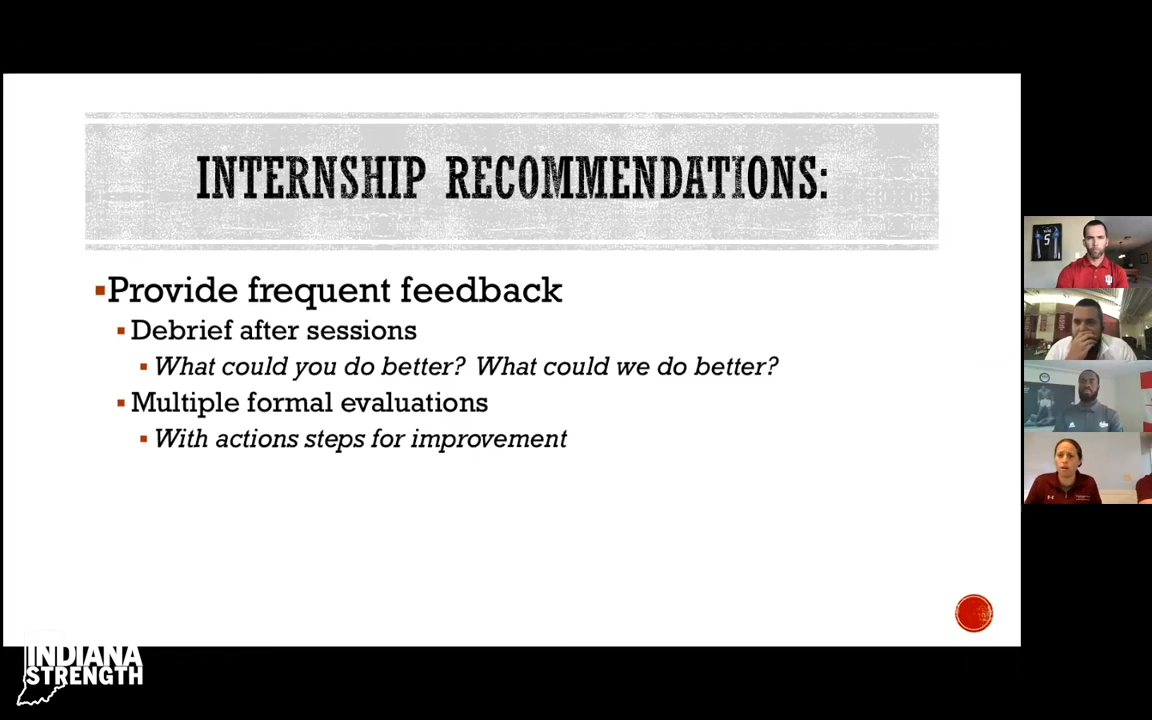 INTERNSHIP RECOMMENDATIONS:
Provide frequent feedback
Debrief after sessions
What could you do better? What could we do better?
Multiple formal evaluations
With actions steps for improvement
INDIANA
STRENGTH
5